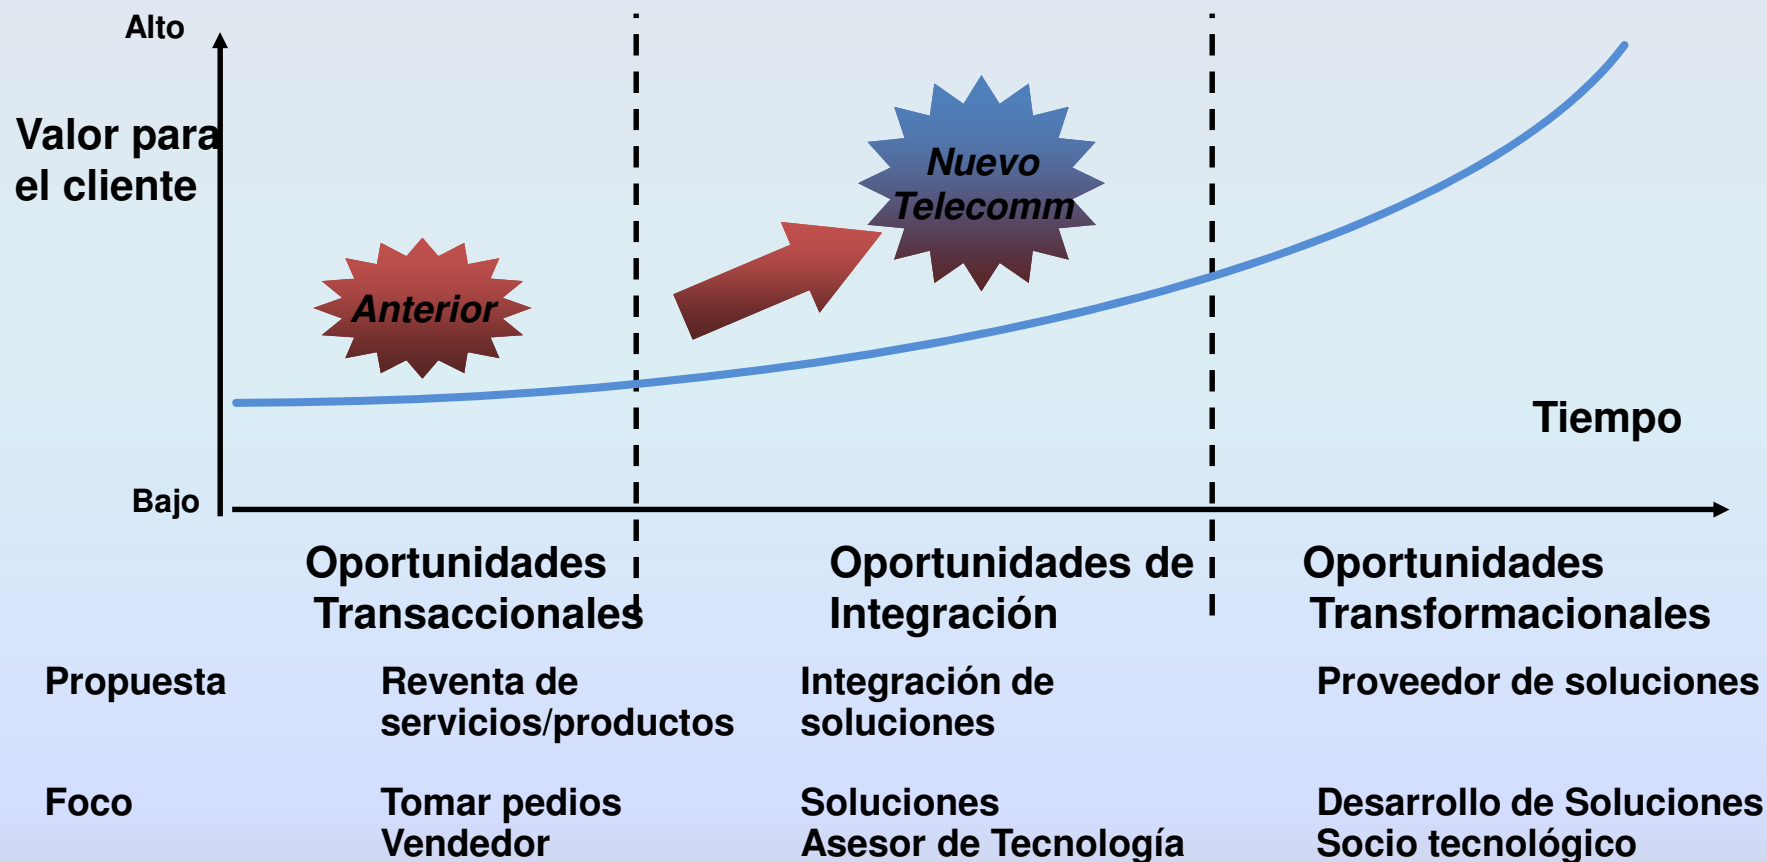 Alto
Valor para
el cliente
Nuevo
Telecomm
Anterior
Tiempo
Bajo
Oportunidades
Transaccionales
Oportunidades de
Integración
Oportunidades
Transformacionales
Propuesta
Reventa de
servicios/productos
Integración de
soluciones
Proveedor de soluciones
Foco
Tomar pedios
Vendedor
Soluciones
Asesor de Tecnología
Desarrollo de Soluciones
Socio tecnológico